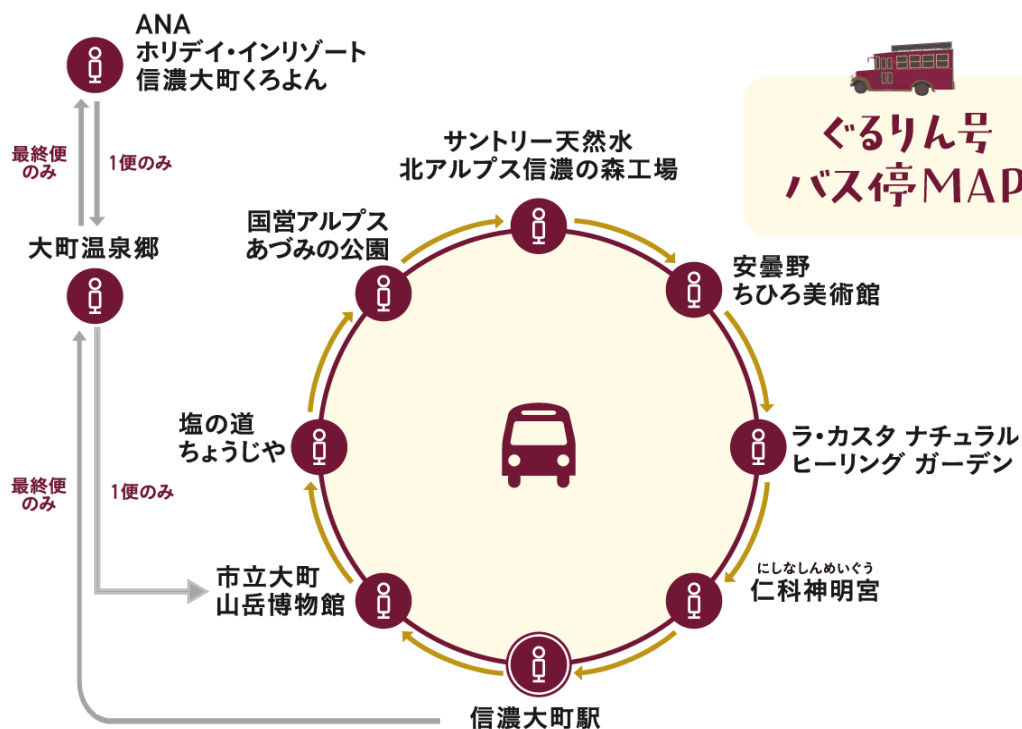 ANA
ホリデイ・インリゾート
信濃大町くろよん
最終便
のみ
1便のみ
大町温泉郷
最終便
のみ
1便のみ
ぐるりん号
バス停MAP
サントリー天然水
北アルプス信濃の森工場
国営アルプス
あづみの公園
安曇野
ちひろ美術館
塩の道
ちょうじや
ラ・カスタ ナチュラル
ヒーリング ガーデン
市立大町
山岳博物館
にしなしんめいぐう
仁科神明宮
信濃大町駅